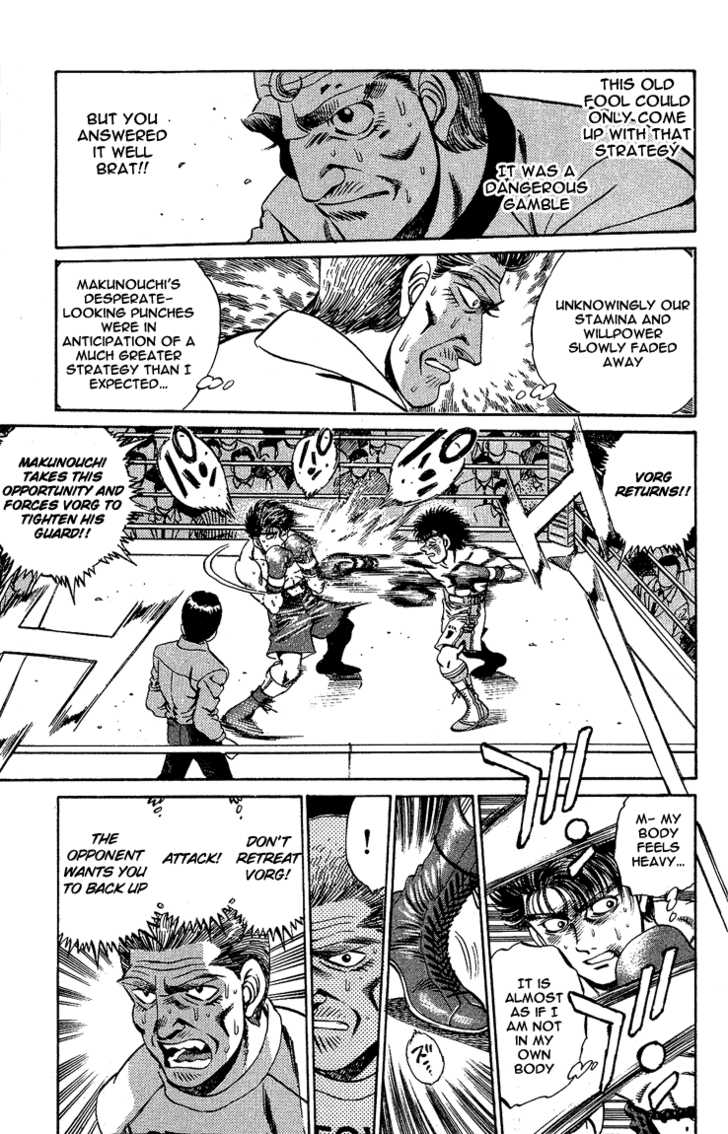 THIS OLD
FOOL COULD
ONLY COME
UP WITH THAT
STRATEGY
IT WAS A
DANGEROUS
GAMBLE
BUT YOU
ANSWERED
IT WELL
BRAT!!
UNKNOWINGLY OUR
STAMINA AND
WILLPOWER
SLOWLY FADED
AWAY
MAKUNOUCHI'S
DESPERATE-
LOOKING PUNCHES
WERE IN
ANTICIPATION OF A
MUCH GREATER
STRATEGY THAN I
EXPECTED...
VORG
RETURNS!!
MAKUNOUCHI
TAKES THIS
OPPORTUNITY AND
FORCES VORG TO
TIGHTEN HIS
GUARD!!
M- MY
BODY
FEELS
HEAVY...
IT IS
ALMOST
AS IF I
AM NOT
IN MY
OWN
BODY
ズ…
!
DON'T
RETREAT
VORG!
ATTACK!
THE
OPPONENT
WANTS YOU
TO BACK UP